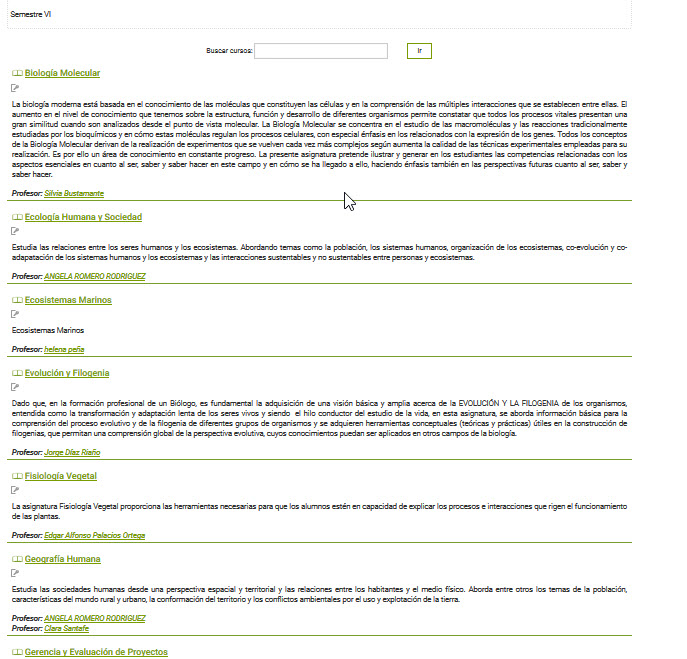 Semestre VI
Buscar cursos:
Ir
Biología Molecular
La biología moderna está basada en el conocimiento de las moléculas que constituyen las células y en la comprensión de las múltiples interacciones que se establecen entre ellas. El
aumento en el nivel de conocimiento que tenemos sobre la estructura, función y desarrollo de diferentes organismos permite constatar que todos los procesos vitales presentan una
gran similitud cuando son analizados desde el punto de vista molecular. La Biología Molecular se concentra en el estudio de las macromoléculas y las reacciones tradicionalmente
estudiadas por los bioquímicos y en cómo estas moléculas regulan los procesos celulares, con especial énfasis en los relacionados con la expresión de los genes. Todos los conceptos
de la Biología Molecular derivan de la realización de experimentos que se vuelven cada vez más complejos según aumenta la calidad de las técnicas experimentales empleadas para su
realización. Es por ello un área de conocimiento en constante progreso. La presente asignatura pretende ilustrar y generar en los estudiantes las competencias relacionadas con los
aspectos esenciales en cuanto al ser, saber y saber hacer en este campo y en cómo se ha llegado a ello, haciendo énfasis también en las perspectivas futuras cuanto al ser, saber y
saber hacer.
Profesor: Silvia Bustamante
Ecología Humana y Sociedad
Estudia las relaciones entre los seres humanos y los ecosistemas. Abordando temas como la población, los sistemas humanos, organización de los ecosistemas, co-evolución y co-
adapatación de los sistemas humanos y los ecosistemas y las interacciones sustentables y no sustentables entre personas y ecosistemas.
Profesor: ANGELA ROMERO RODRIGUEZ
Ecosistemas Marinos
Ecosistemas Marinos
Profesor: helena peña
Evolución y Filogenia
Dado que, en la formación profesional de un Biólogo, es fundamental la adquisición de una visión básica y amplia acerca de la EVOLUCIÓN Y LA FILOGENIA de los organismos,
entendida como la transformación y adaptación lenta de los seres vivos y siendo el hilo conductor del estudio de la vida, en esta asignatura, se aborda información básica para la
comprensión del proceso evolutivo y de la filogenia de diferentes grupos de organismos y se adquieren herramientas conceptuales (teóricas y prácticas) útiles en la construcción de
filogenias, que permitan una comprensión global de la perspectiva evolutiva, cuyos conocimientos puedan ser aplicados en otros campos de la biología.
Profesor: Jorge Díaz Riaño
Fisiología Vegetal
La asignatura Fisiología Vegetal proporciona las herramientas necesarias para que los alumnos estén en capacidad de explicar los procesos e interacciones que rigen el funcionamiento
de las plantas.
Profesor: Edgar Alfonso Palacios Ortega
Geografía Humana
Estudia las sociedades humanas desde una perspectiva espacial y territorial y las relaciones entre los habitantes y el medio físico. Aborda entre otros los temas de la población,
características del mundo rural y urbano, la conformación del territorio y los conflictos ambientales por el uso y explotación de la tierra.
Profesor: ANGELA ROMERO RODRIGUEZ
Profesor: Clara Santafe
Gerencia y Evaluación de Proyectos